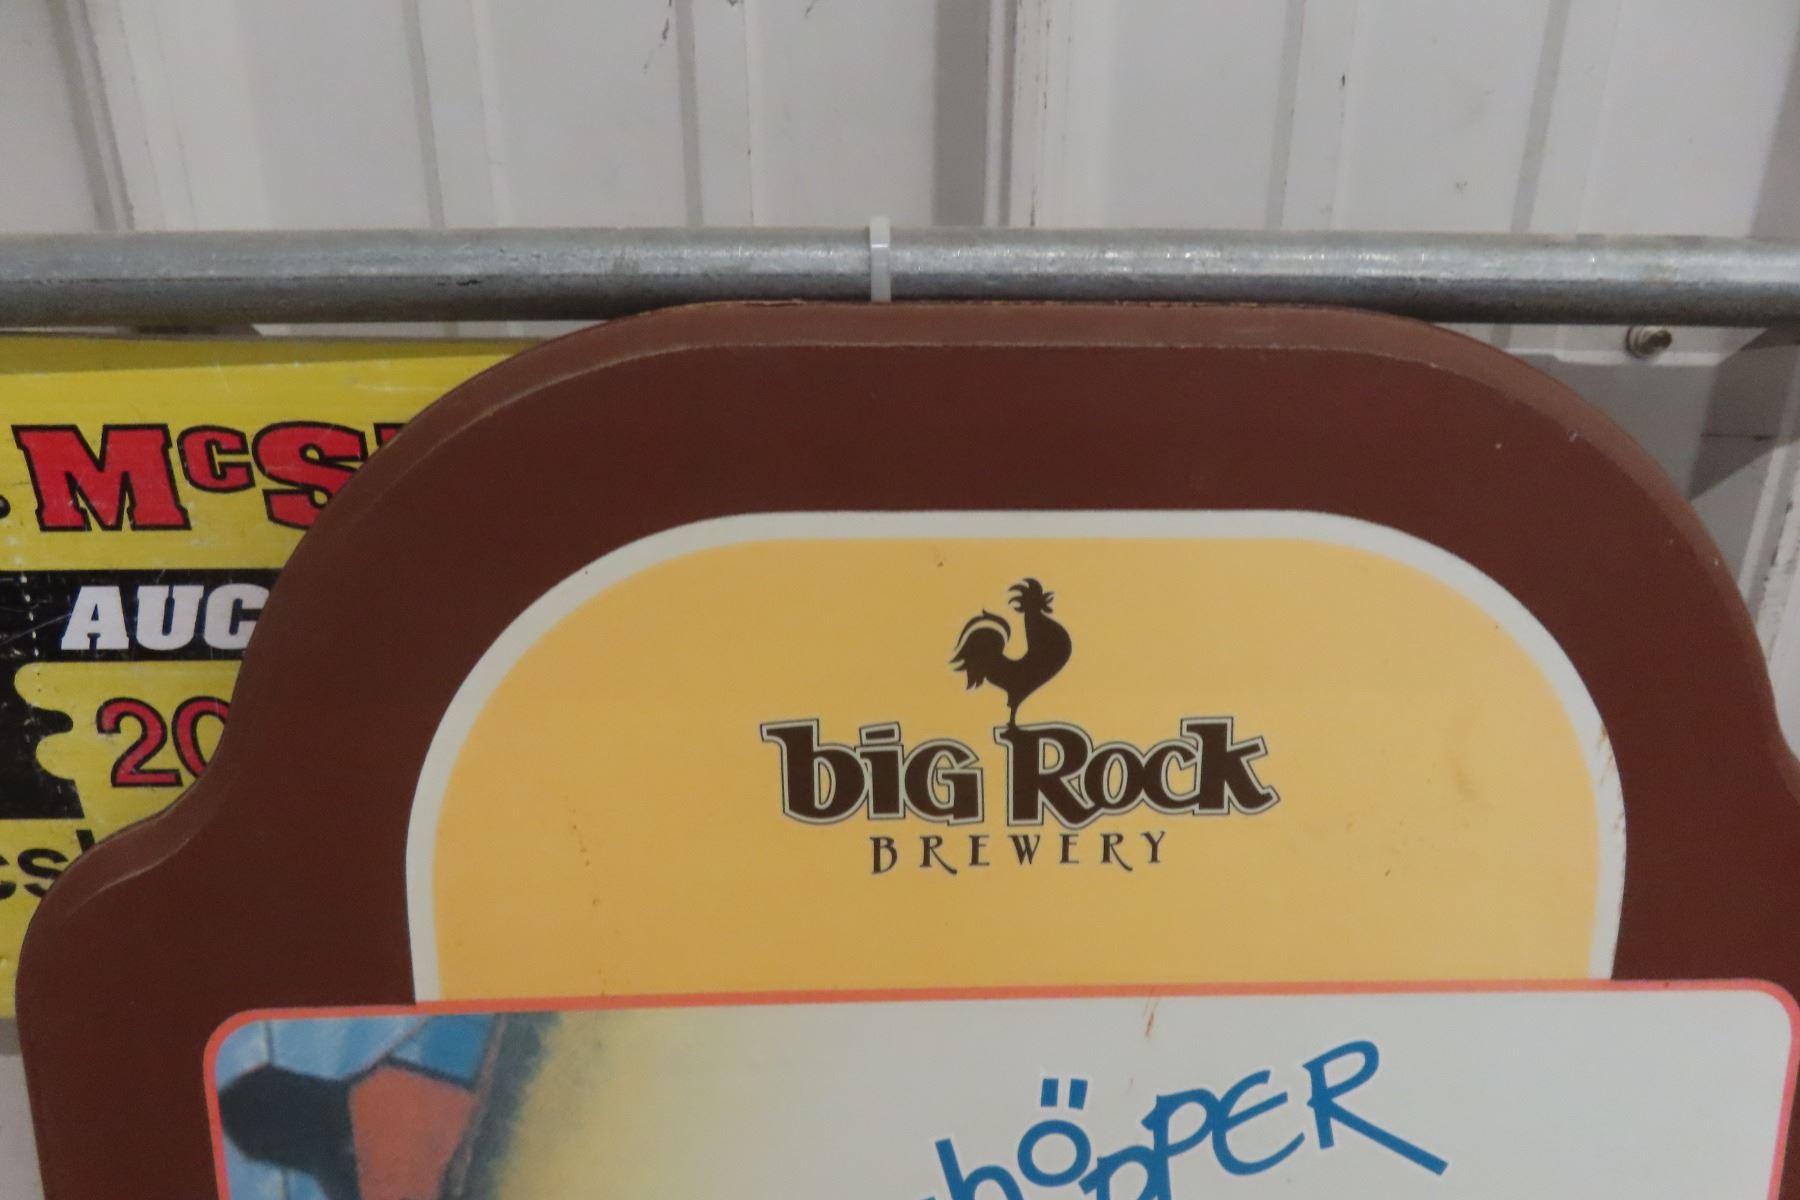 McS
AUC
20
big Rock
BREWERY
höpper